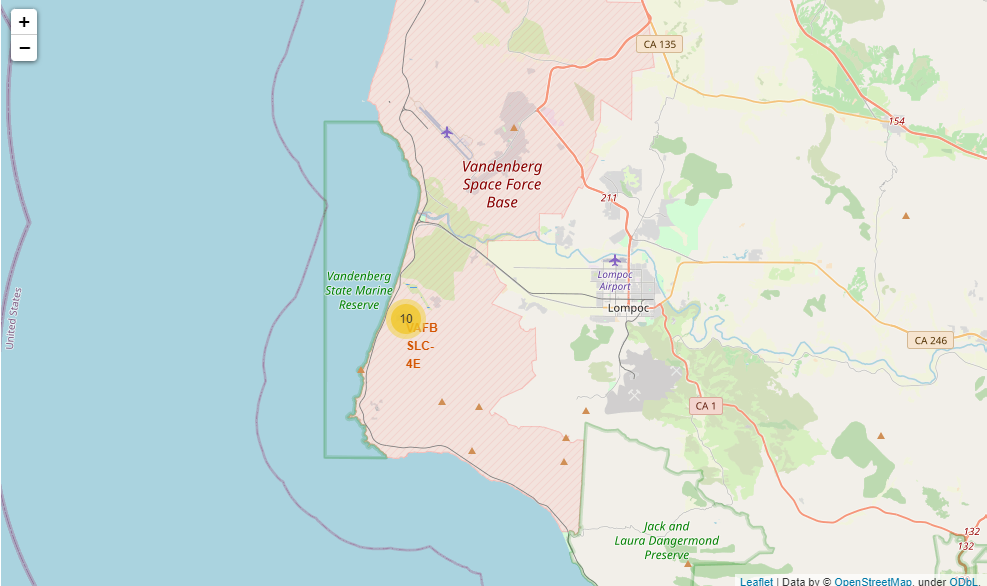 +
−
CA 135
154
Vandenberg
Space Force
Base
211
Lompoc
Airport
Lompoc
Vandenberg
State Marine
Reserve
United States
10
VAFB
SLC-
4E
CA 246
CA 1
Jack and
Laura Dangermond
Preserve
132
132
Leaflet | Data by © OpenStreetMap, under ODbL.